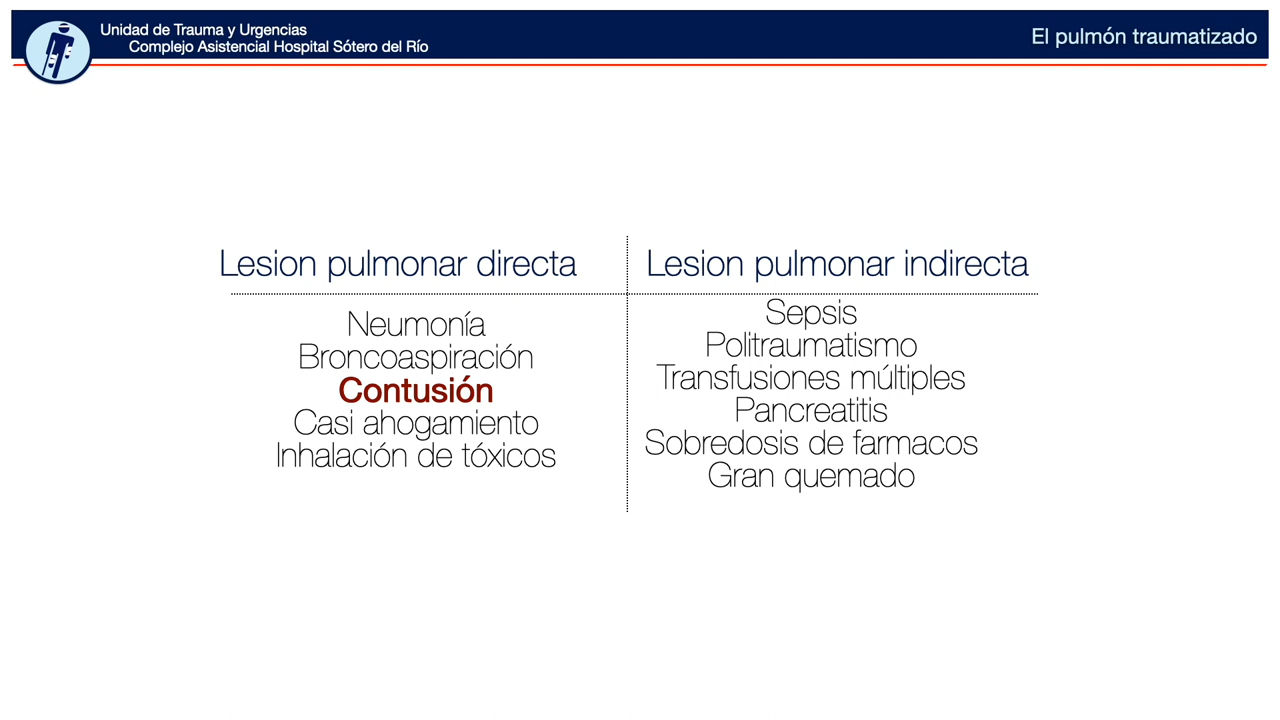 Unidad de Trauma y Urgencias
Complejo Asistencial Hospital Sótero del Río
El pulmón traumatizado
Lesion pulmonar directa
Neumonía
Broncoaspiración
Contusión
Casi ahogamiento
Inhalación de tóxicos
Lesion pulmonar indirecta
Sepsis
Politraumatismo
Transfusiones múltiples
Pancreatitis
Sobredosis de farmacos
Gran quemado